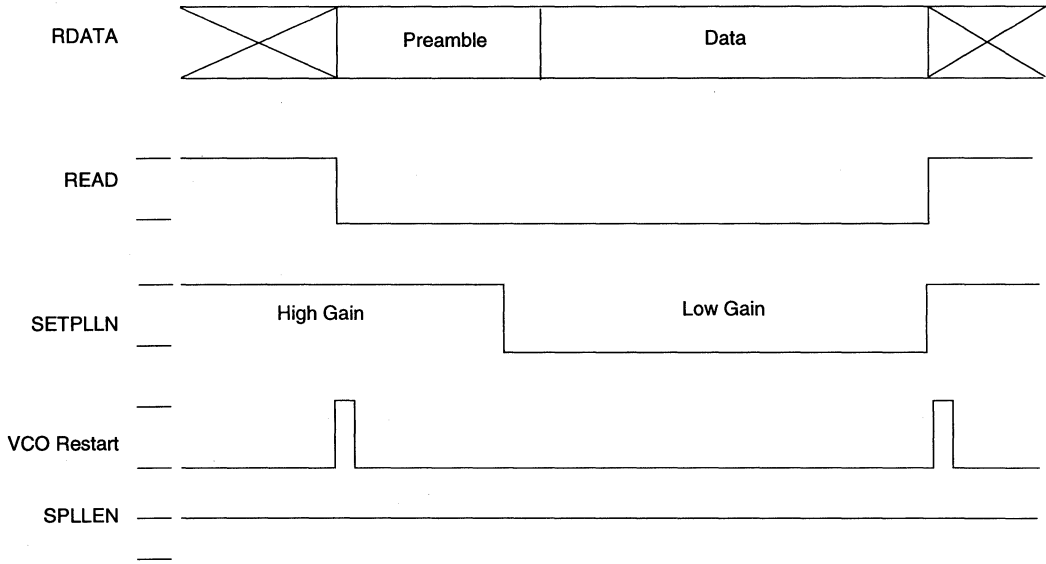 RDATA
Preamble
Data
READ
SETPLLN
High Gain
Low Gain
VCO Restart
SPLLEN